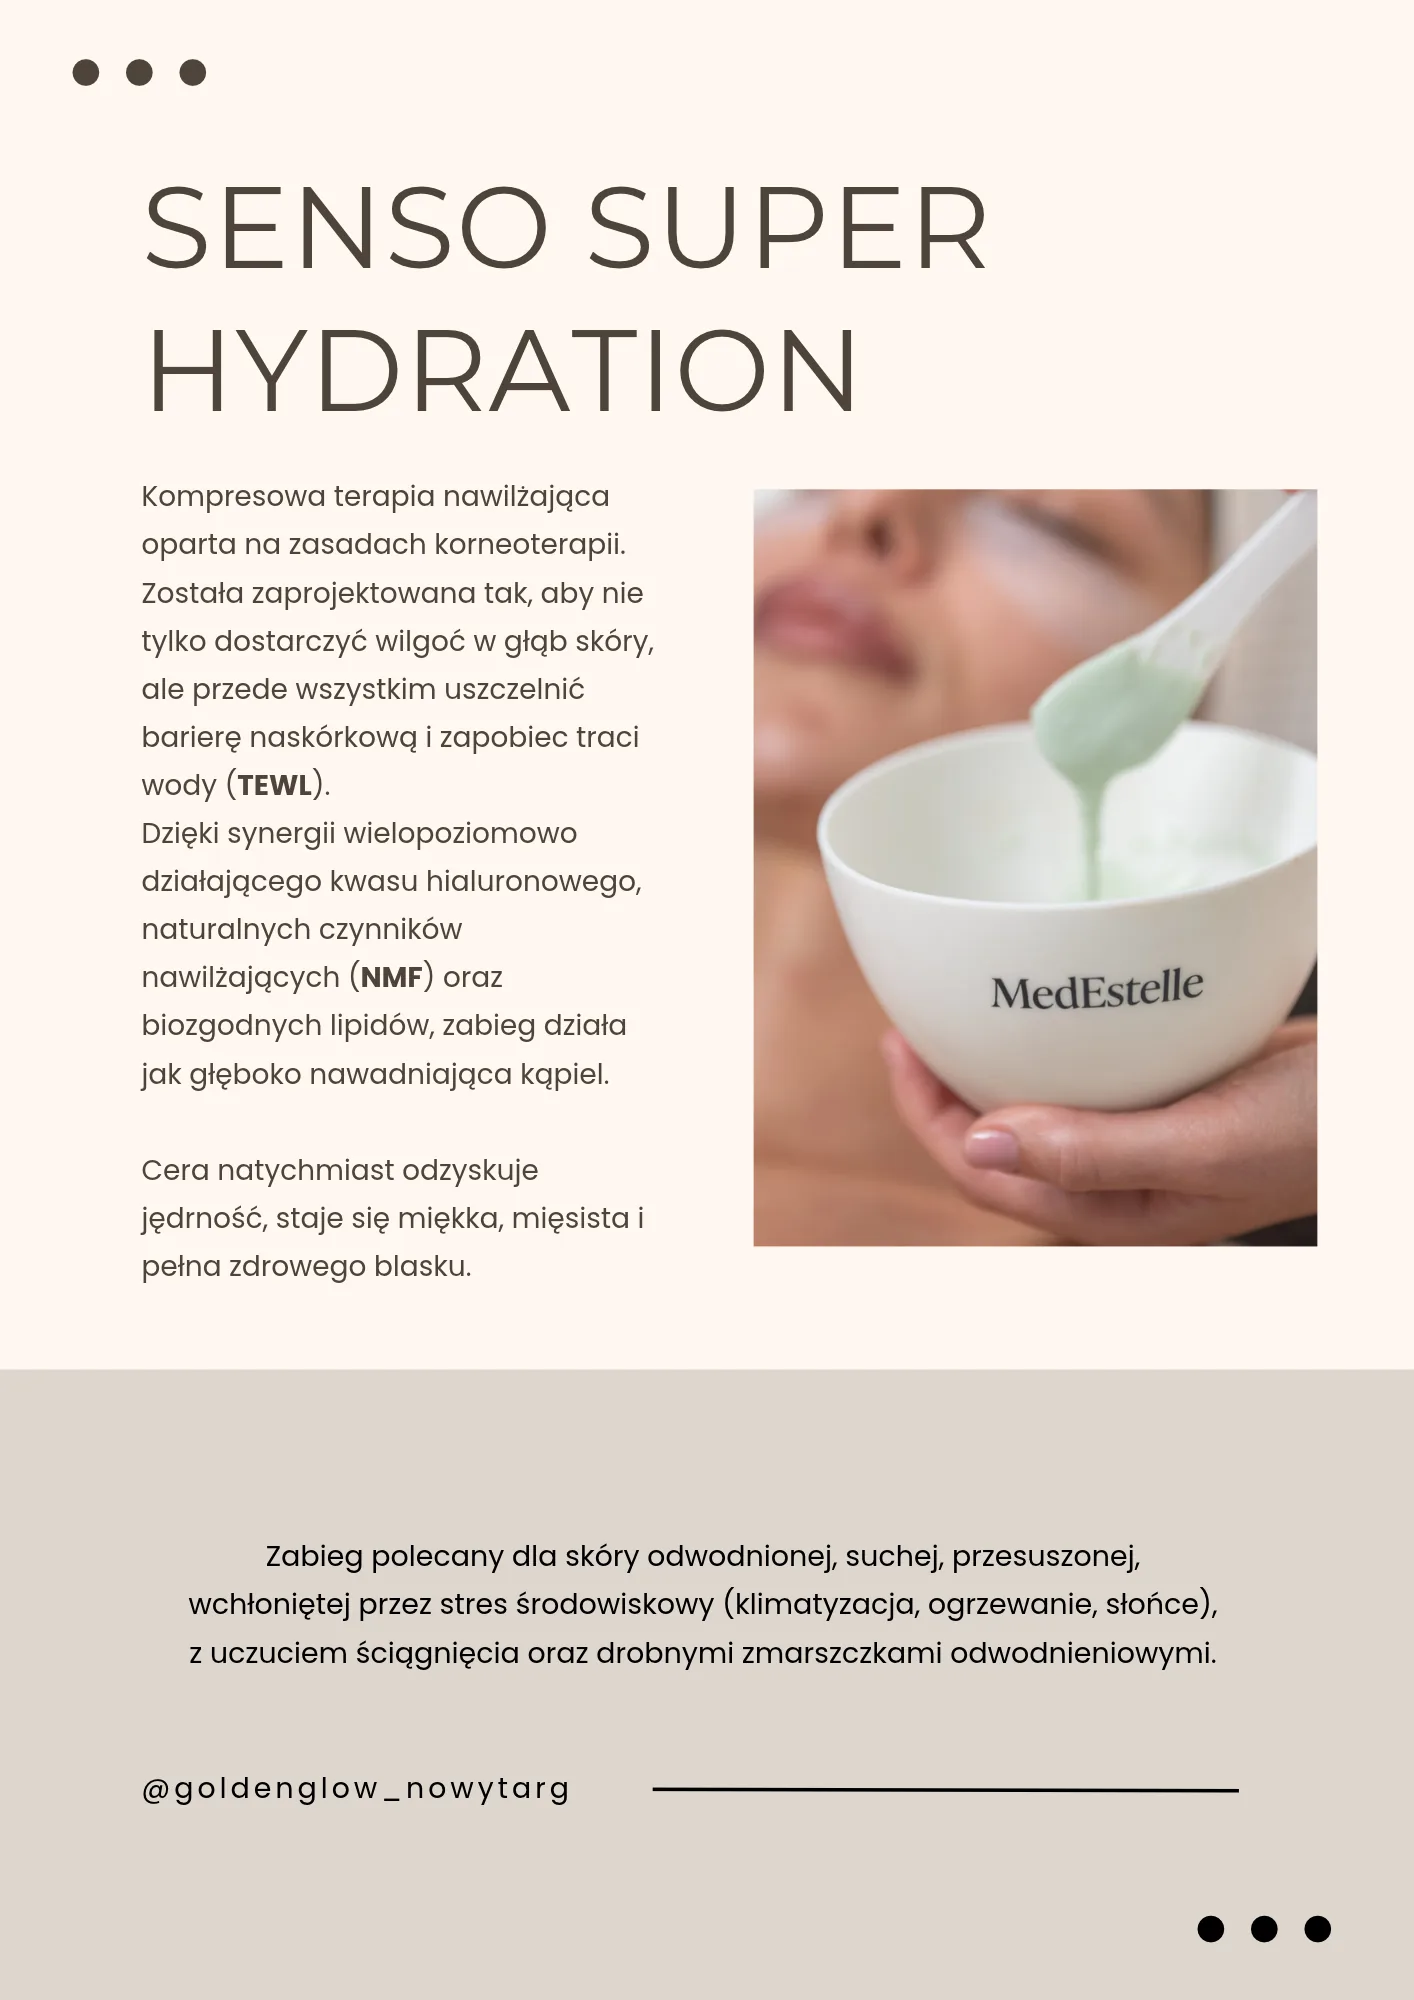 SENSO SUPER
HYDRATION
Kompresowa terapia nawilżająca
oparta na zasadach korneoterapii.
Została zaprojektowana tak, aby nie
tylko dostarczyć wilgoć w głąb skóry,
ale przede wszystkim uszczelnić
barierę naskórkową i zapobiec traci
wody (TEWL).
Dzięki synergii wielopoziomowo
działającego kwasu hialuronowego,
naturalnych czynników
nawilżających (NMF) oraz
biozgodnych lipidów, zabieg działa
jak głęboko nawadniająca kąpiel.
Cera natychmiast odzyskuje
jędrność, staje się miękka, mięsista i
pełna zdrowego blasku.
MedEstelle
Zabieg polecany dla skóry odwodnionej, suchej, przesuszonej,
wchłoniętej przez stres środowiskowy (klimatyzacja, ogrzewanie, słońce),
z uczuciem ściągnięcia oraz drobnymi zmarszczkami odwodnieniowymi.
@goldenglow_nowytarg